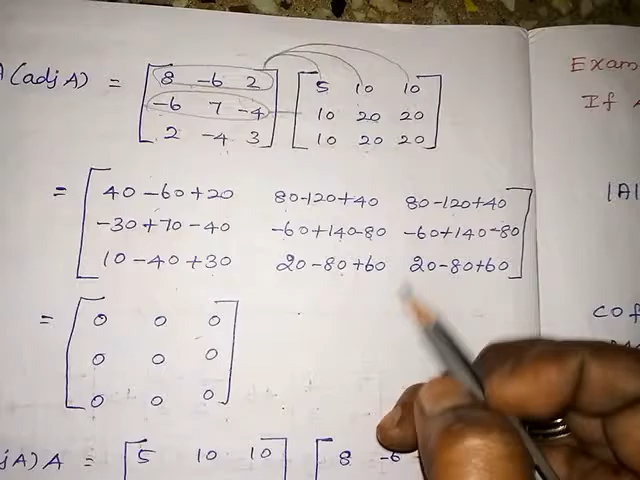 A(adj A) = [ 8 -6 2 ] [ 5 10 10 ]
[ -6 7 -4 ] [ 10 20 20 ]
[ 2 -4 3 ] [ 10 20 20 ]
= [ 40-60+20 80-120+40 80-120+40 ]
[ -30+70-40 -60+140-80 -60+140-80 ]
[ 10-40+30 20-80+60 20-80+60 ]
= [ 0 0 0 ]
[ 0 0 0 ]
[ 0 0 0 ]
jA) A = [ 5 10 10 ] [ 8 -6
Exam
If
|A|
cof